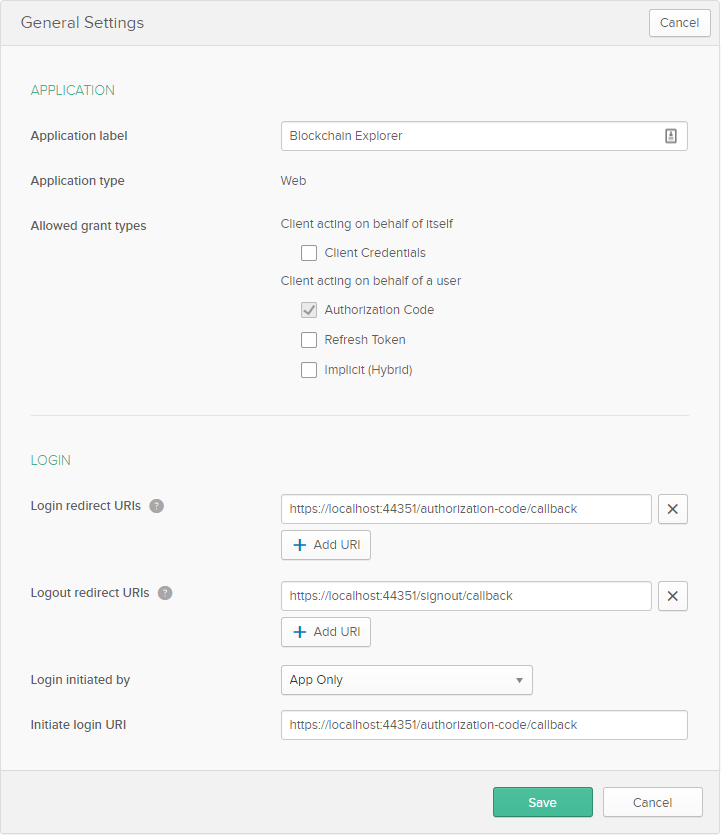 General Settings
Cancel
APPLICATION
Application label
Blockchain Explorer
Application type
Web
Allowed grant types
Client acting on behalf of itself
Client Credentials
Client acting on behalf of a user
Authorization Code
Refresh Token
Implicit (Hybrid)
LOGIN
Login redirect URIs ?
https://localhost:44351/authorization-code/callback
+ Add URI
Logout redirect URIs ?
https://localhost:44351/signout/callback
+ Add URI
Login initiated by
App Only
Initiate login URI
https://localhost:44351/authorization-code/callback
Save
Cancel